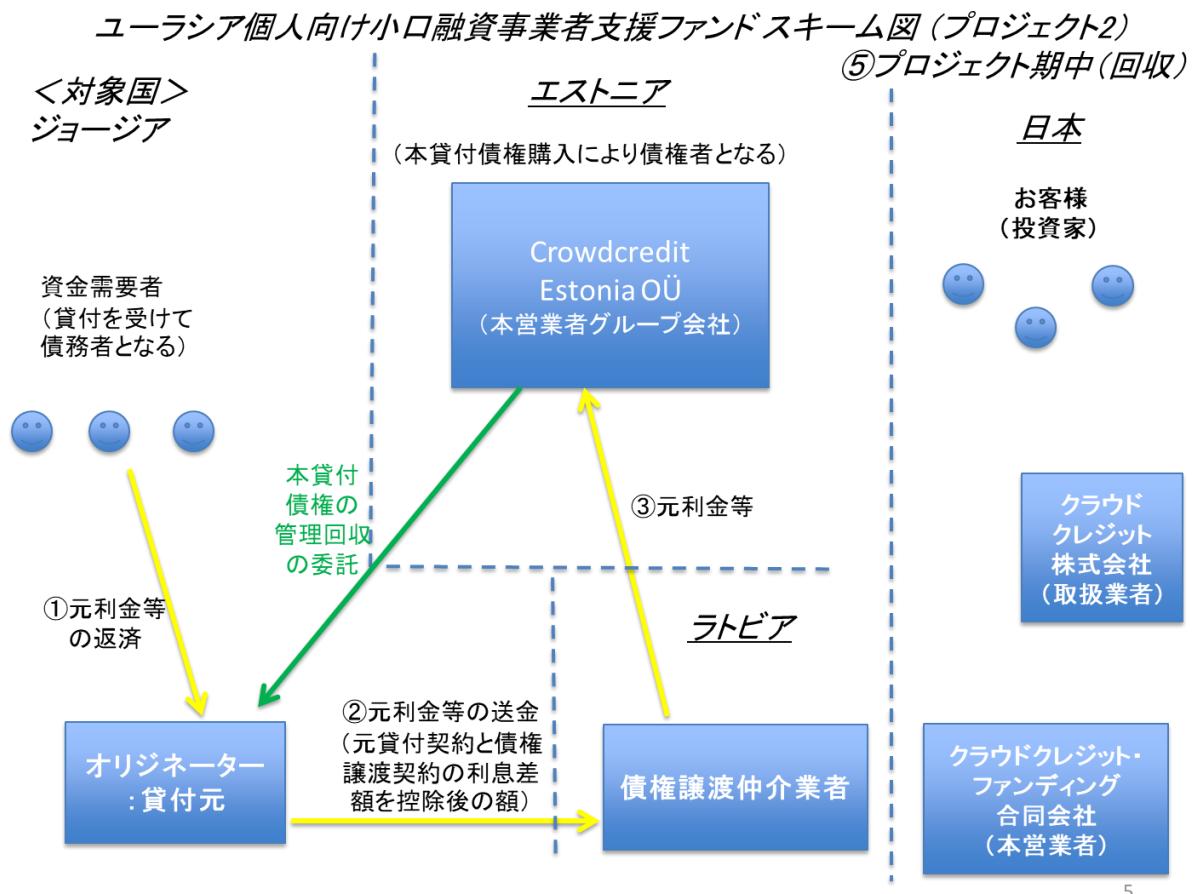 ユーラシア個人向け小口融資事業者支援ファンド スキーム図（プロジェクト2）
⑤プロジェクト期中（回収）
＜対象国＞
ジョージア
エストニア
日本
（本貸付債権購入により債権者となる）
Crowdcredit
Estonia OÜ
（本営業者グループ会社）
お客様
（投資家）
資金需要者
（貸付を受けて
債務者となる）
本貸付
債権の
管理回収
の委託
③元利金等
クラウド
クレジット
株式会社
（取扱業者）
①元利金等
の返済
ラトビア
②元利金等の送金
（元貸付契約と債権
譲渡契約の利息差
額を控除後の額）
オリジネーター
：貸付元
債権譲渡仲介業者
クラウドクレジット・
ファンディング
合同会社
（本営業者）
5